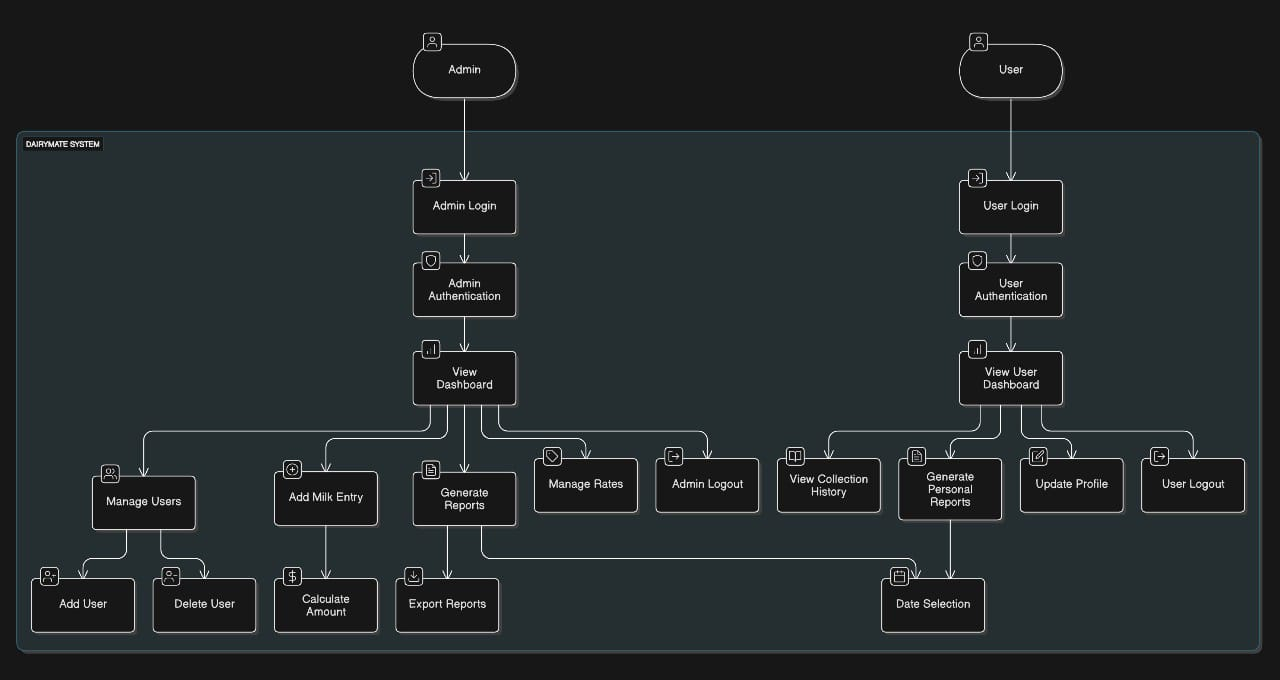 Admin
User
DAIRYMATE SYSTEM
Admin Login
User Login
Admin
Authentication
User
Authentication
View
Dashboard
View User
Dashboard
Manage Users
Add Milk Entry
Generate
Reports
Manage Rates
Admin Logout
View Collection
History
Generate
Personal
Reports
Update Profile
User Logout
Add User
Delete User
Calculate
Amount
Export Reports
Date Selection